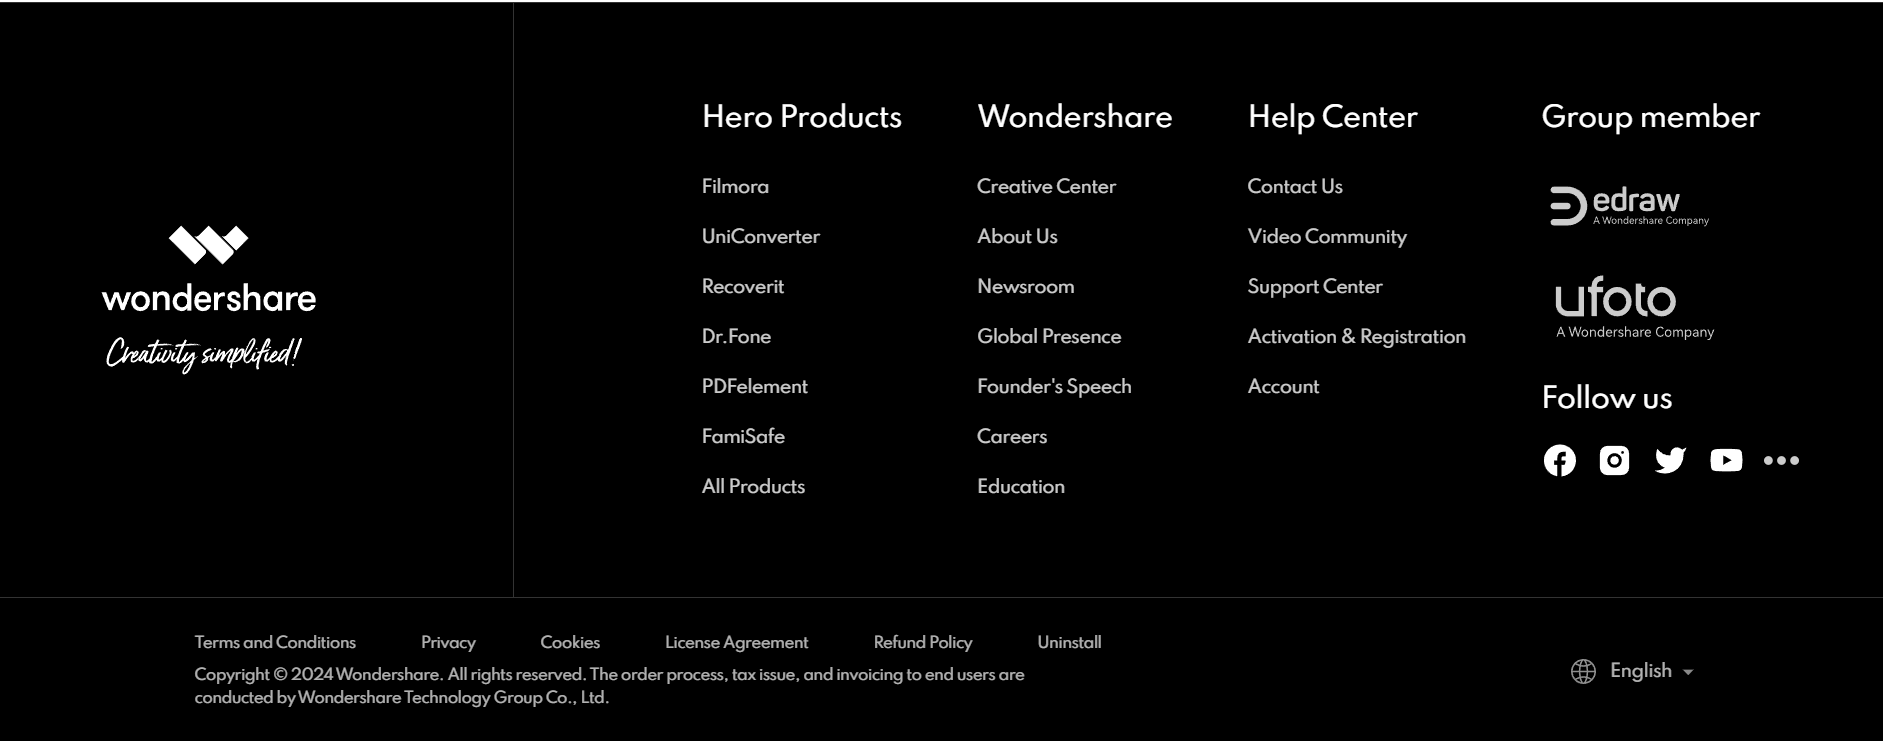 wondershare
Creativity simplified!
Hero Products
Filmora
UniConverter
Recoverit
Dr.Fone
PDFelement
FamiSafe
All Products
Wondershare
Creative Center
About Us
Newsroom
Global Presence
Founder's Speech
Careers
Education
Help Center
Contact Us
Video Community
Support Center
Activation & Registration
Account
Group member
edraw
A Wondershare Company
ufoto
A Wondershare Company
Follow us
Terms and Conditions Privacy Cookies License Agreement Refund Policy Uninstall
Copyright © 2024 Wondershare. All rights reserved. The order process, tax issue, and invoicing to end users are
conducted by Wondershare Technology Group Co., Ltd.
English